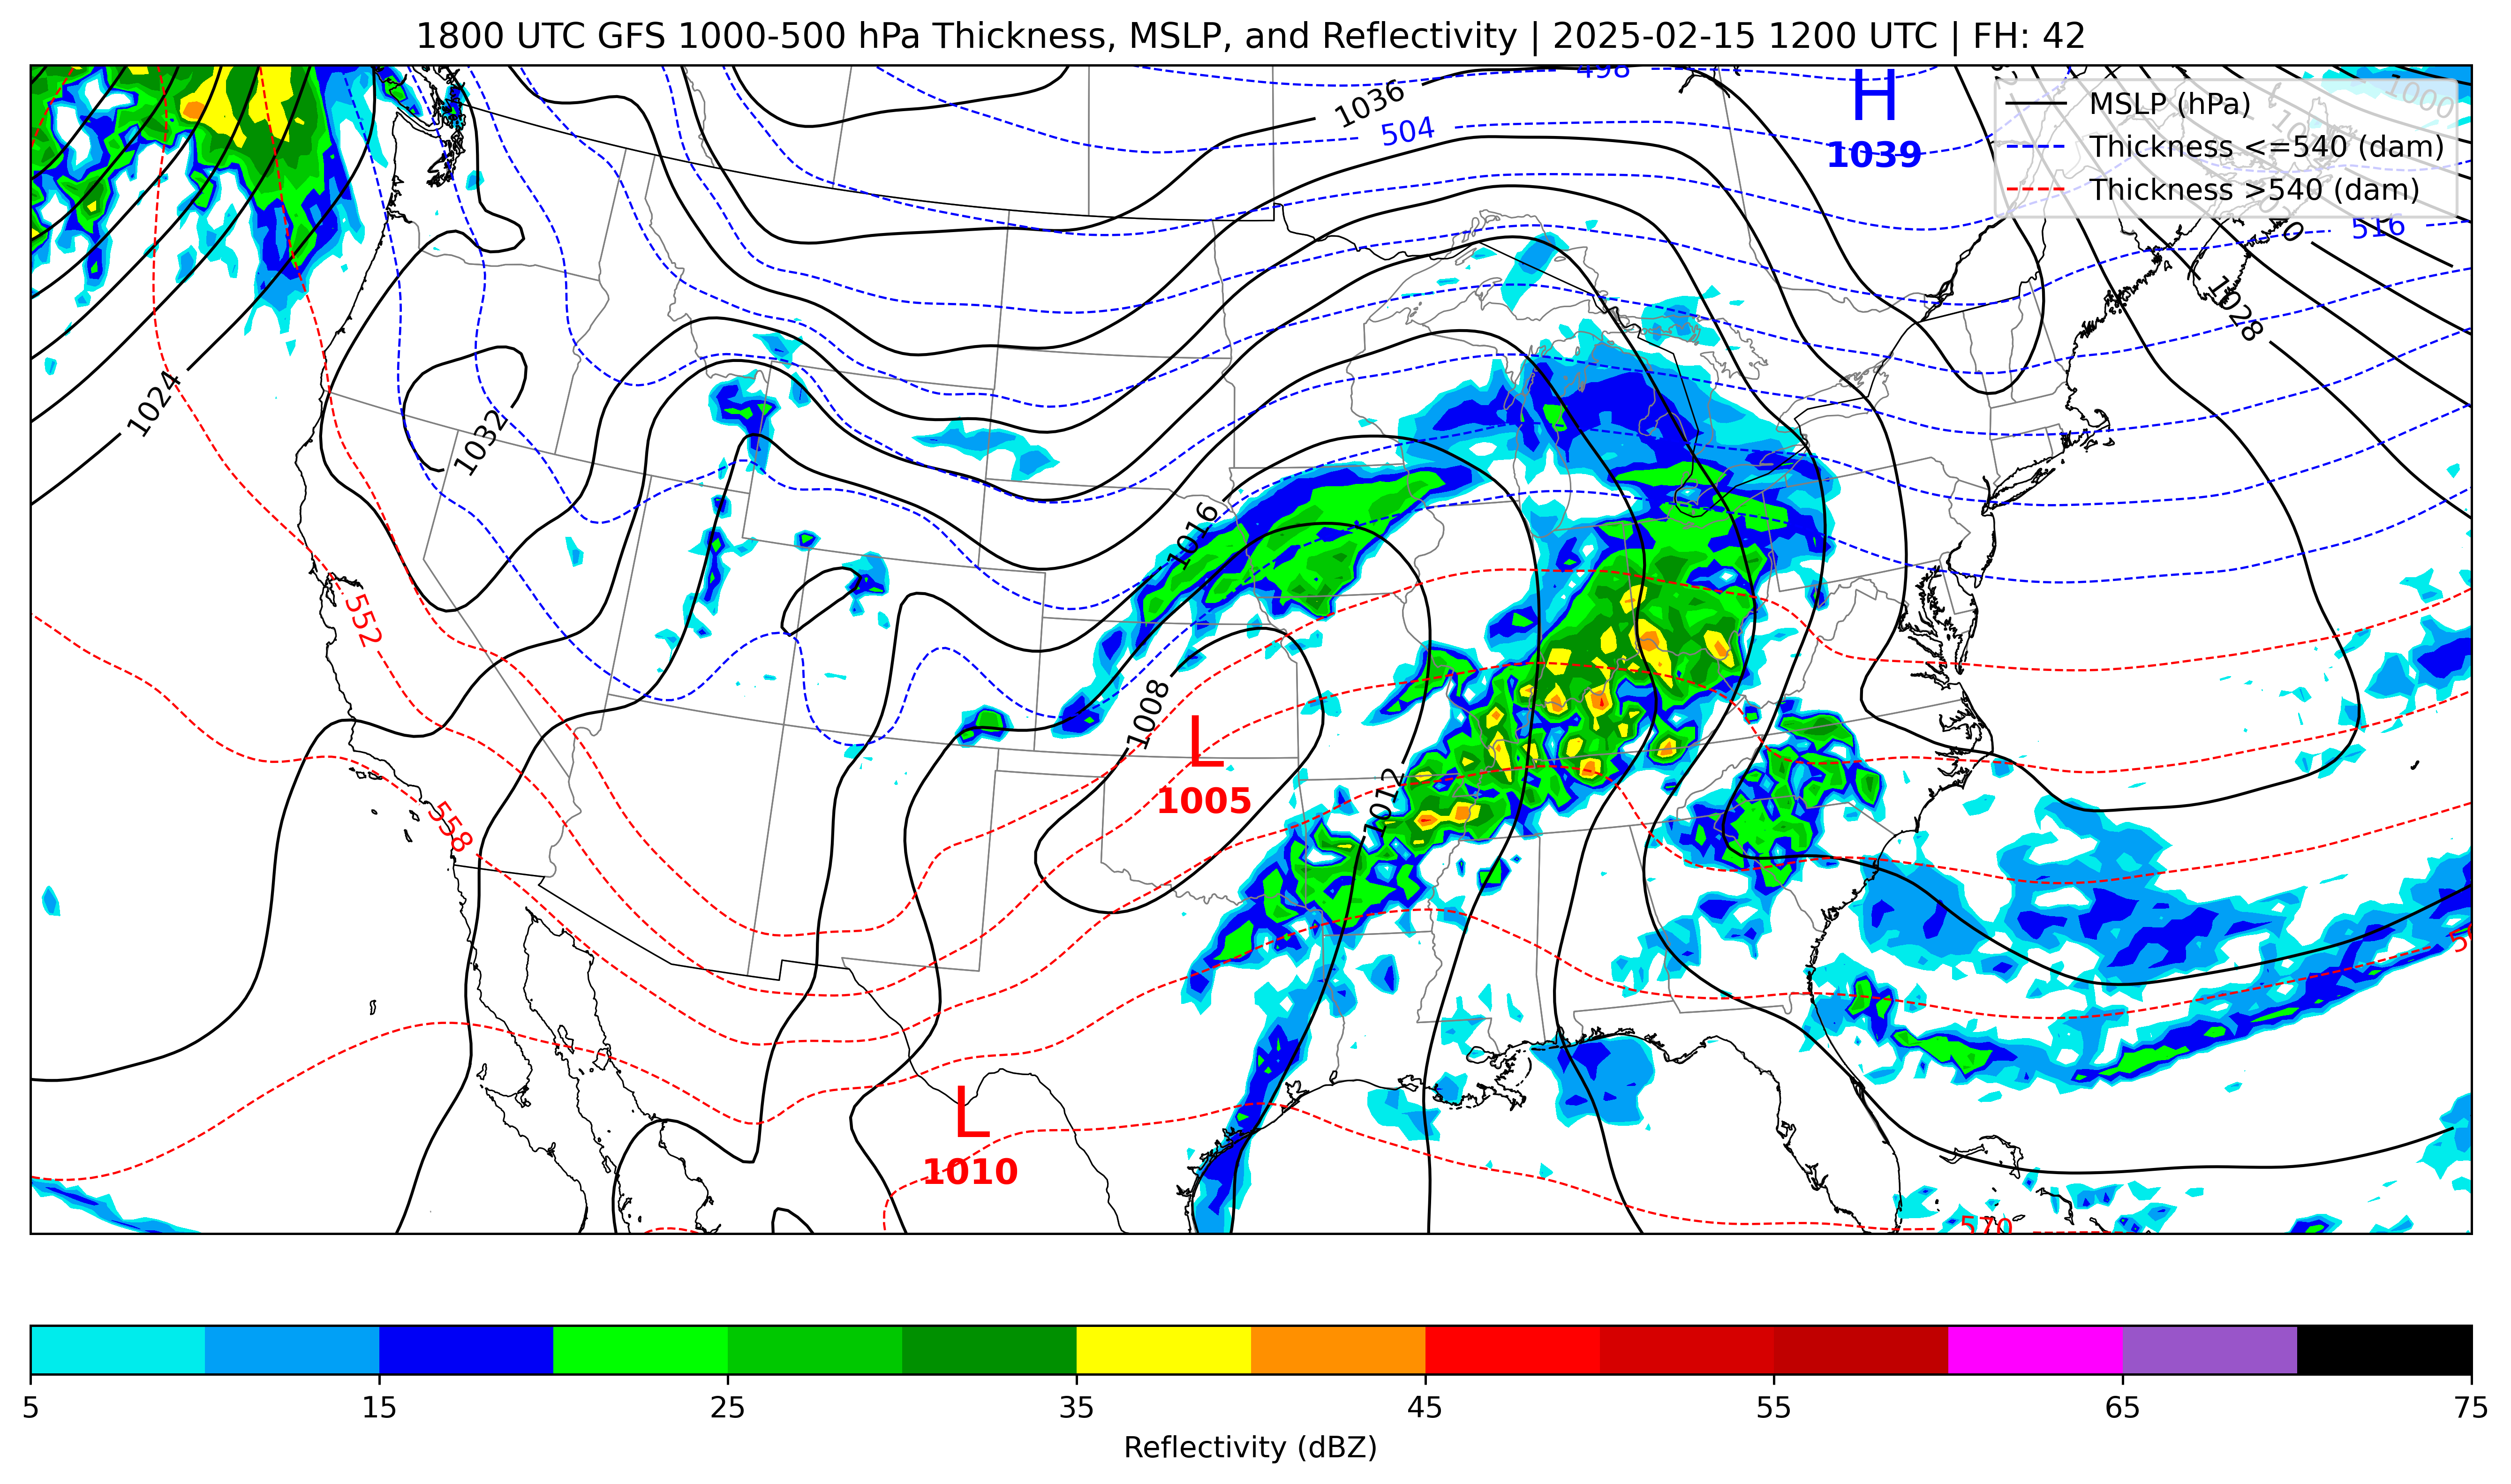 1800 UTC GFS 1000-500 hPa Thickness, MSLP, and Reflectivity | 2025-02-15 1200 UTC | FH: 42
498
1036
504
H
1039
1000
MSLP (hPa)
Thickness <=540 (dam)
Thickness >540 (dam)
516
1028
1024
1032
1016
552
1008
L
1005
1012
558
L
1010
570
5 15 25 35 45 55 65 75
Reflectivity (dBZ)